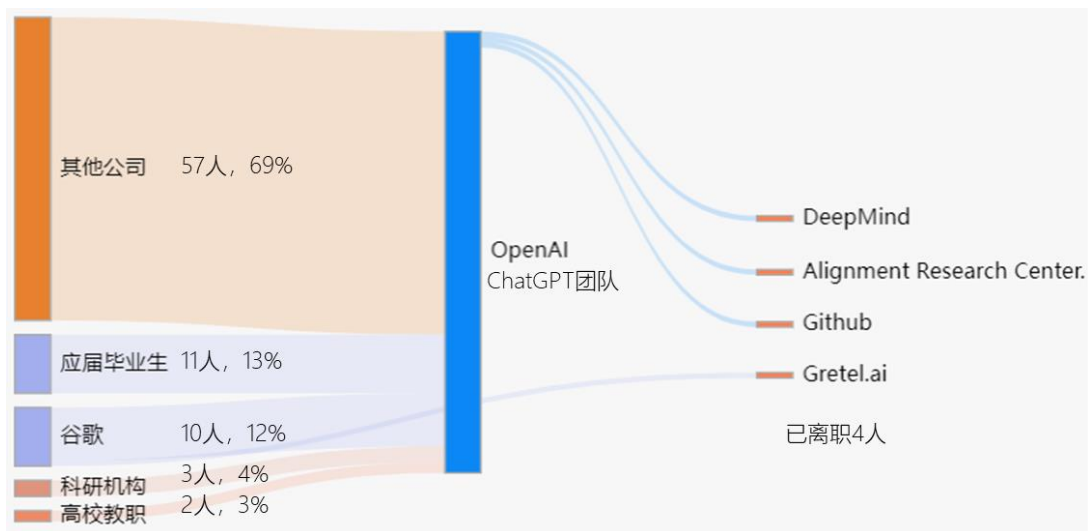 其他公司 57人，69%
应届毕业生 11人，13%
谷歌 10人，12%
科研机构 3人，4%
高校教职 2人，3%
OpenAI
ChatGPT团队
DeepMind
Alignment Research Center.
Github
Gretel.ai
已离职4人